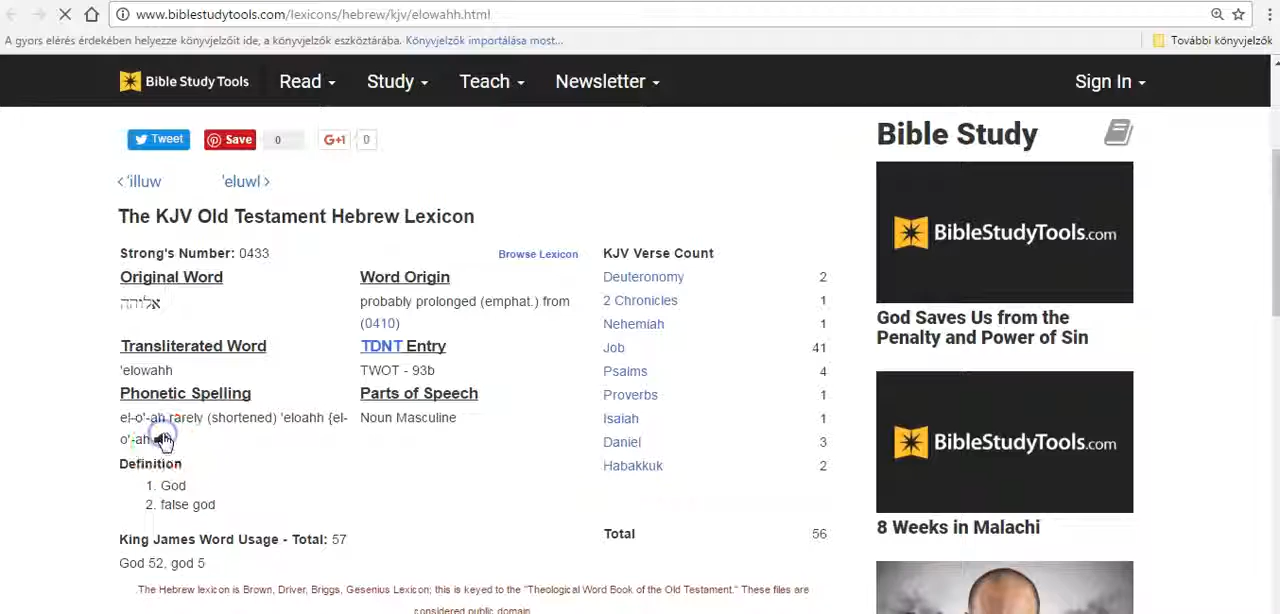 www.biblestudytools.com/lexicons/hebrew/kjv/elowahh.html
A gyors elérés érdekében helyezze könyvjelzőit ide, a könyvjelzők eszköztárába. Könyvjelzők importálása most...
További könyvjelzők
Bible Study Tools
Read
Study
Teach
Newsletter
Sign In
Tweet
Save
0
G+1
0
< 'illuw
'eluwl >
The KJV Old Testament Hebrew Lexicon
Strong's Number: 0433
Browse Lexicon
Original Word
Word Origin
אלוהה
probably prolonged (emphat.) from
(0410)
Transliterated Word
TDNT Entry
'elowahh
TWOT - 93b
Phonetic Spelling
Parts of Speech
el-o'-ah rarely (shortened) 'eloahh {el-
o'-ah
Noun Masculine
Definition
1. God
2. false god
King James Word Usage - Total: 57
God 52, god 5
KJV Verse Count
Deuteronomy 2
2 Chronicles 1
Nehemiah 1
Job 41
Psalms 4
Proverbs 1
Isaiah 1
Daniel 3
Habakkuk 2
Total 56
The Hebrew lexicon is Brown, Driver, Briggs, Gesenius Lexicon; this is keyed to the "Theological Word Book of the Old Testament." These files are
considered public domain
Bible Study
BibleStudyTools.com
God Saves Us from the
Penalty and Power of Sin
BibleStudyTools.com
8 Weeks in Malachi